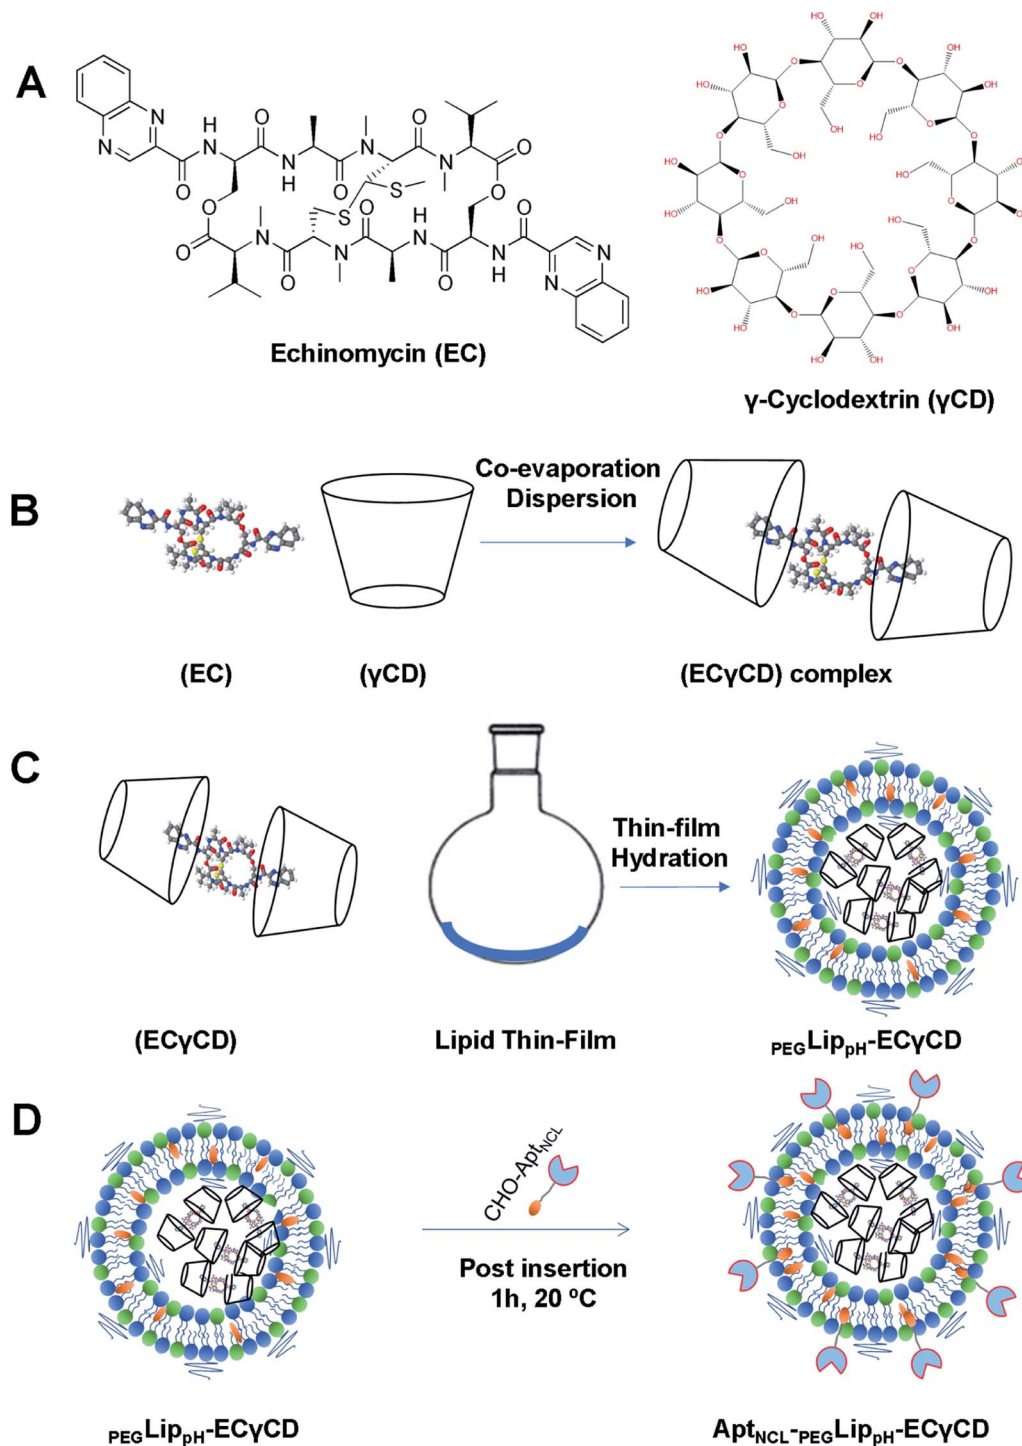 A
Echinomycin (EC)
γ-Cyclodextrin (γCD)
B
Co-evaporation
Dispersion
(EC)
(γCD)
(ECγCD) complex
C
Thin-film
Hydration
(ECγCD)
Lipid Thin-Film
PEGLippH-ECγCD
D
CHO-AptNCL
Post insertion
1h, 20 ºC
PEGLippH-ECγCD
AptNCL-PEGLippH-ECγCD